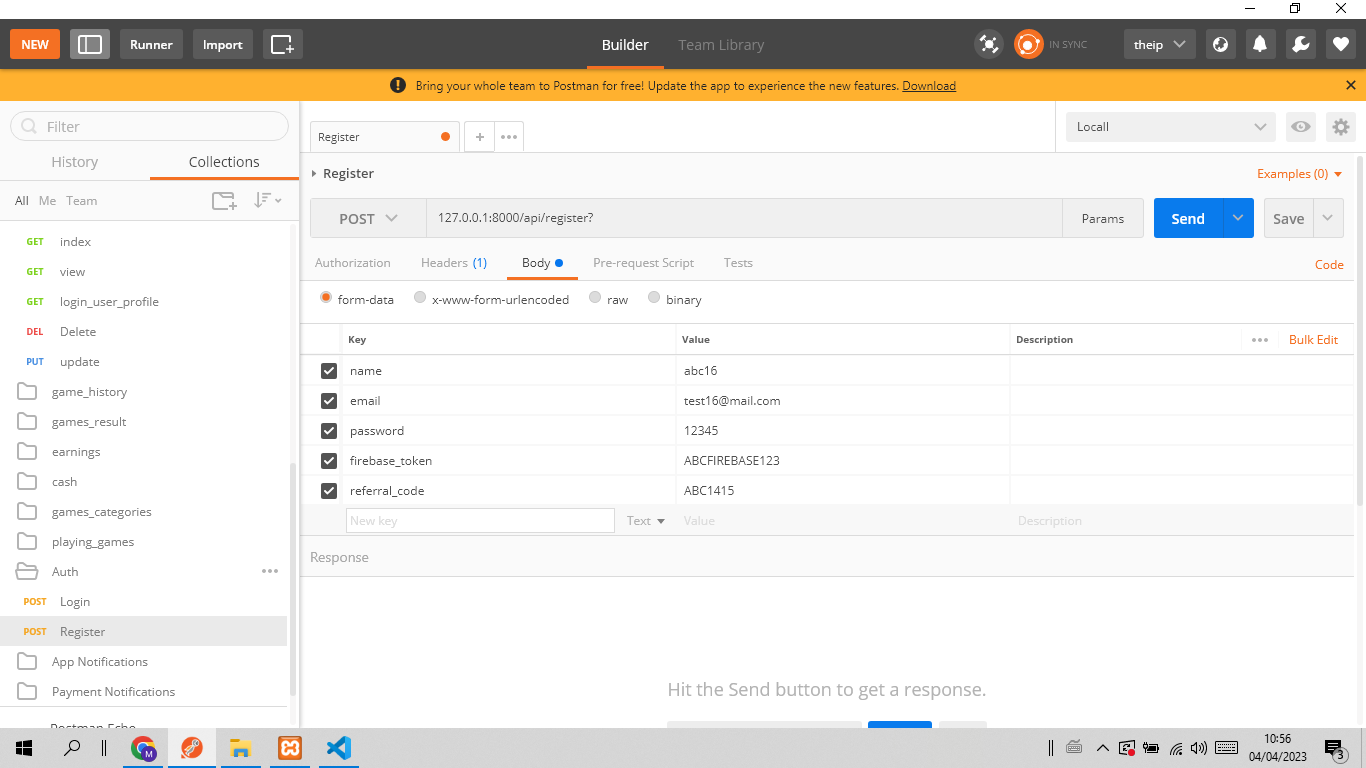 NEW Runner Import Builder Team Library IN SYNC theip
Bring your whole team to Postman for free! Update the app to experience the new features. Download
Filter
History Collections
All Me Team
GET index
GET view
GET login_user_profile
DEL Delete
PUT update
game_history
games_result
earnings
cash
games_categories
playing_games
Auth
POST Login
POST Register
App Notifications
Payment Notifications
Postman Echo
Register
Locall
Register
Examples (0)
POST 127.0.0.1:8000/api/register? Params Send Save
Authorization Headers (1) Body Pre-request Script Tests Code
form-data x-www-form-urlencoded raw binary
Key Value Description Bulk Edit
name abc16
email test16@mail.com
password 12345
firebase_token ABCFIREBASE123
referral_code ABC1415
New key Text Value Description
Response
Hit the Send button to get a response.
M
10:56
04/04/2023
3